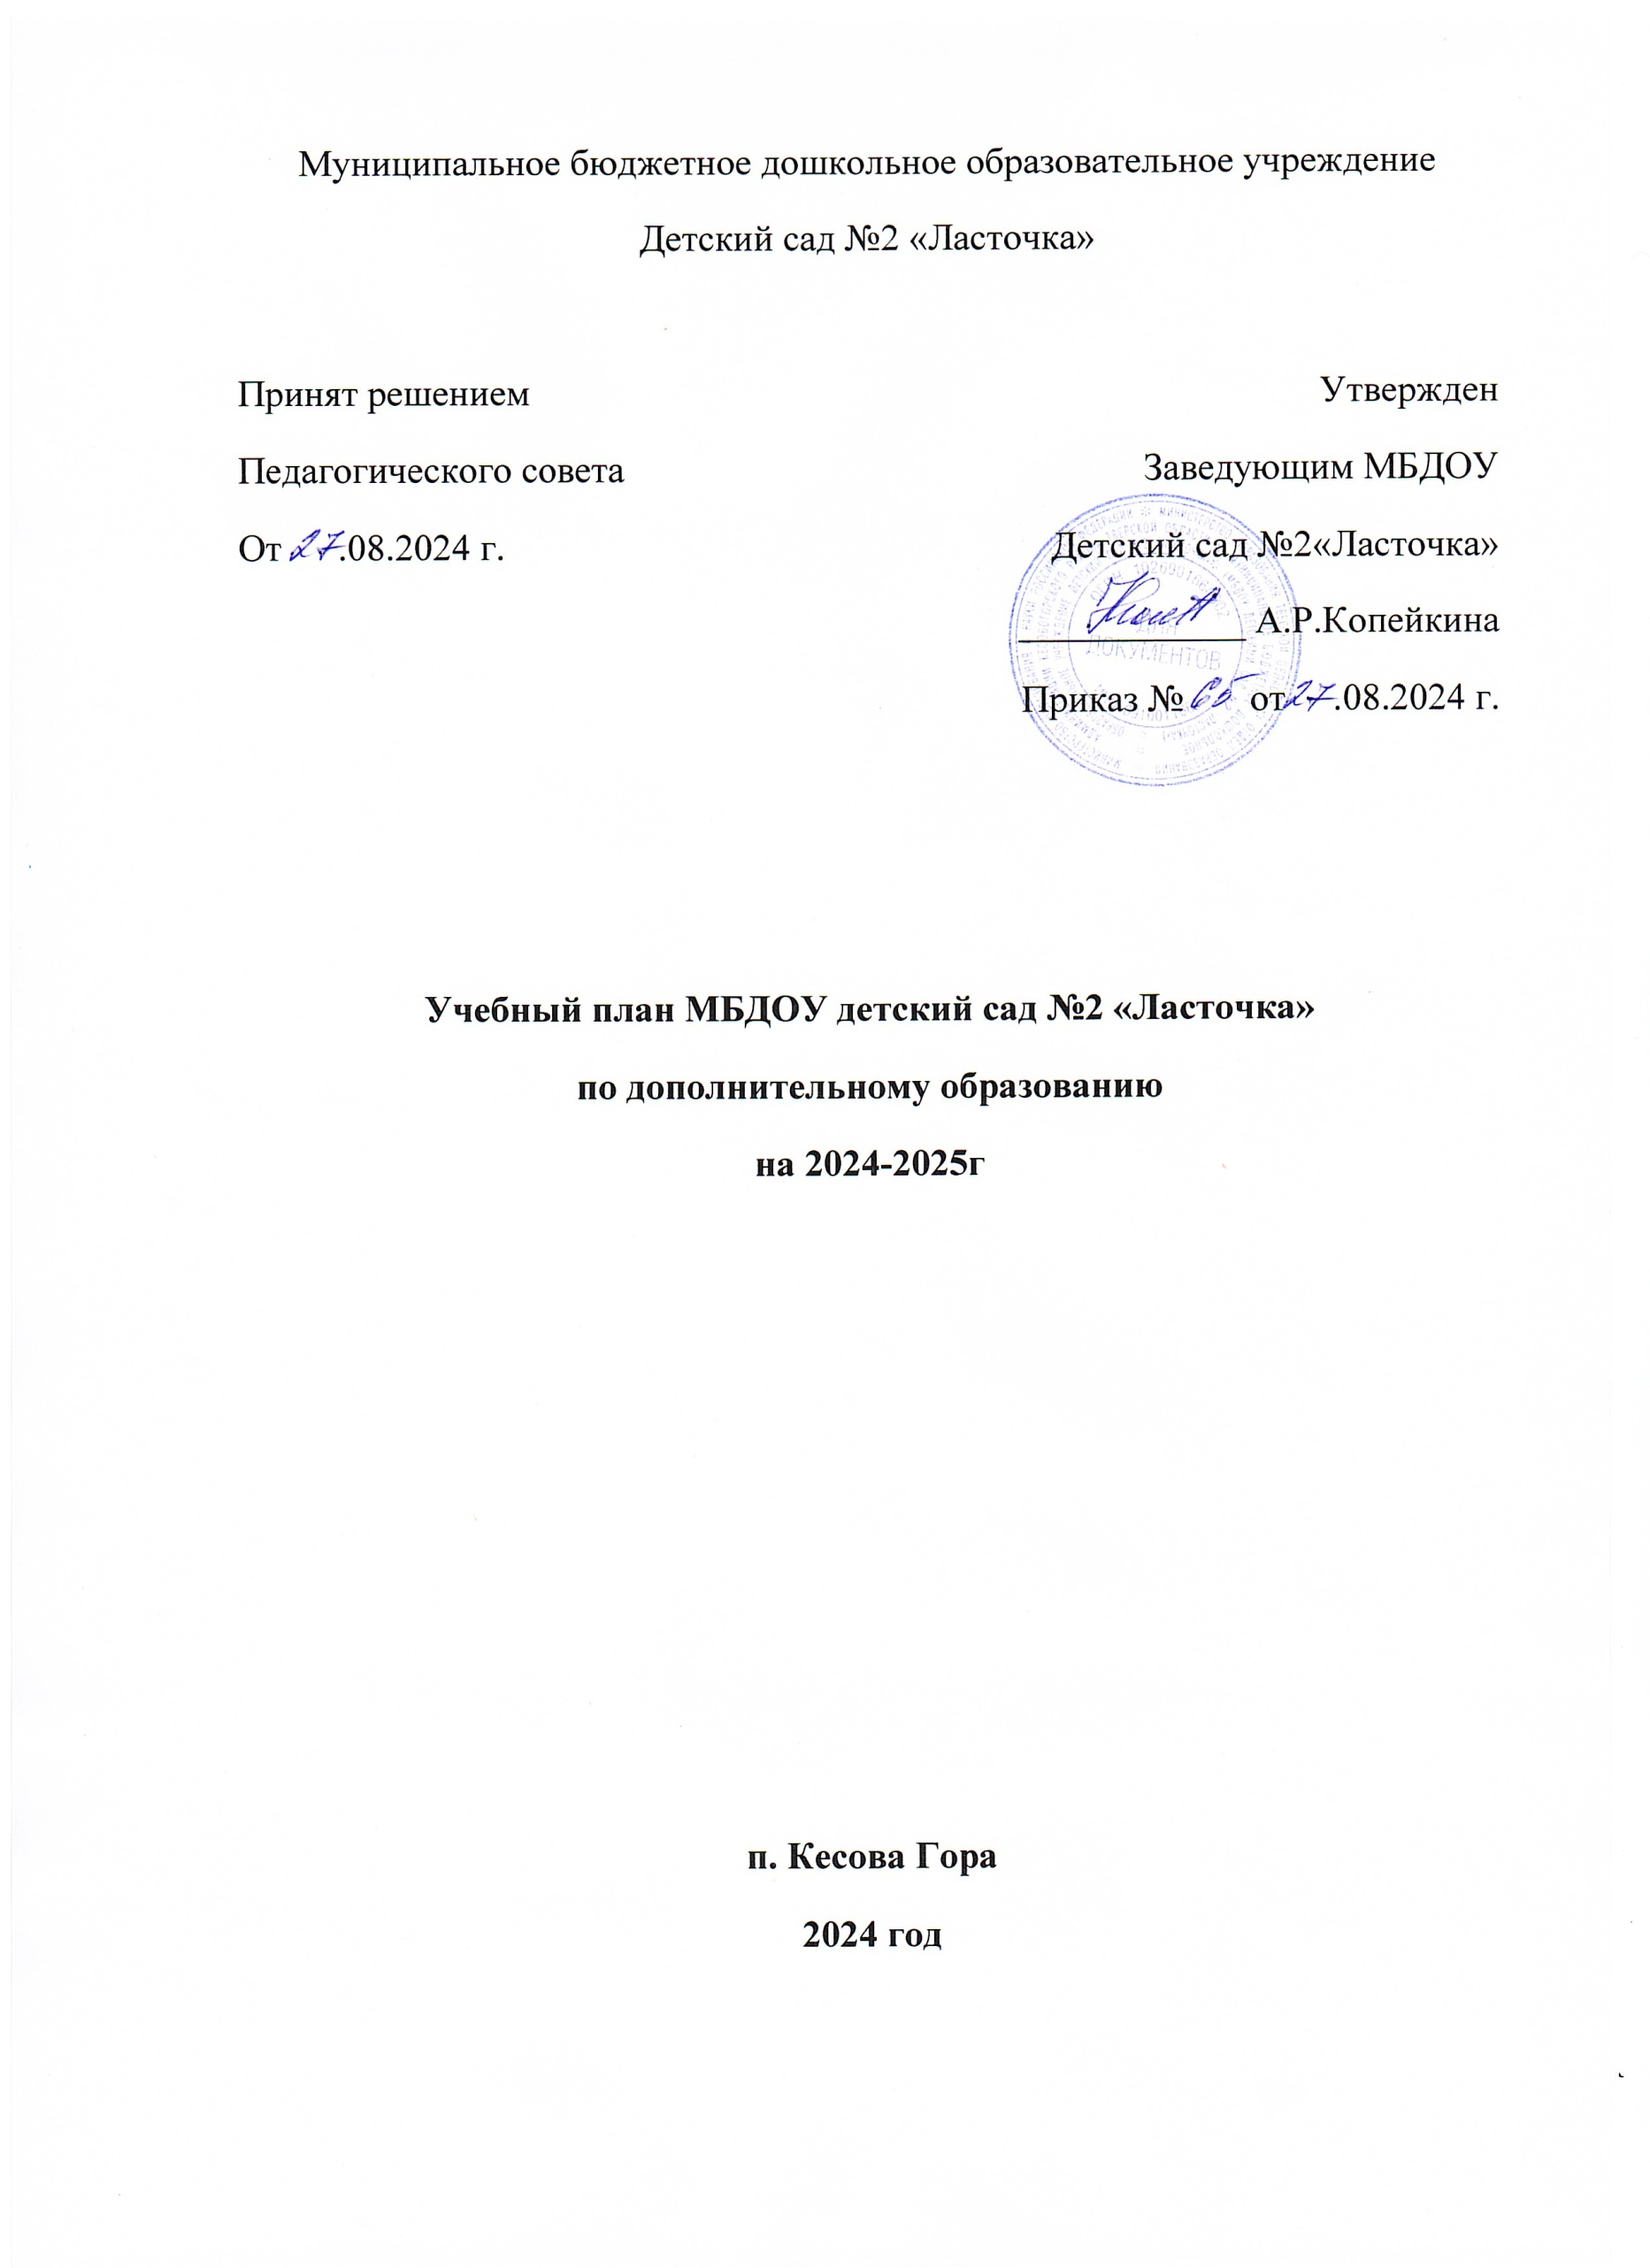 Муниципальное бюджетное дошкольное образовательное учреждение
Детский сад №2 «Ласточка»
Принят решением
Педагогического совета
От 27.08.2024 г.
Утвержден
Заведующим МБДОУ
Детский сад №2«Ласточка»
А.Р.Копейкина
Приказ № 65 от27.08.2024 г.
ДОКУМЕНТОВ
Учебный план МБДОУ детский сад №2 «Ласточка»
по дополнительному образованию
на 2024-2025г
п. Кесова Гора
2024 год